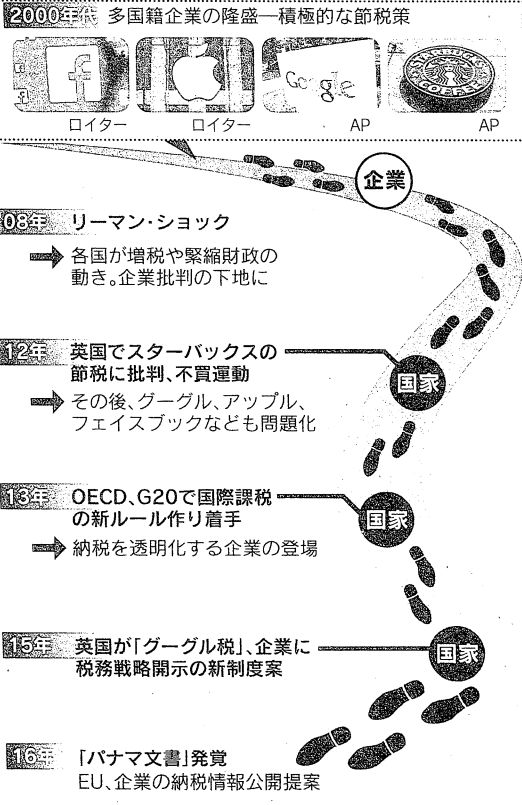 2000年代 多国籍企業の隆盛―積極的な節税策
f
f
Google
ロイター ロイター AP AP
企業
08年 リーマン・ショック
各国が増税や緊縮財政の
動き。企業批判の下地に
12年 英国でスターバックスの
節税に批判、不買運動
国家
その後、グーグル、アップル、
フェイスブックなども問題化
13年 OECD、G20で国際課税
の新ルール作り着手
国家
納税を透明化する企業の登場
15年 英国が「グーグル税」、企業に
税務戦略開示の新制度案
国家
16年 「パナマ文書」発覚
EU、企業の納税情報公開提案